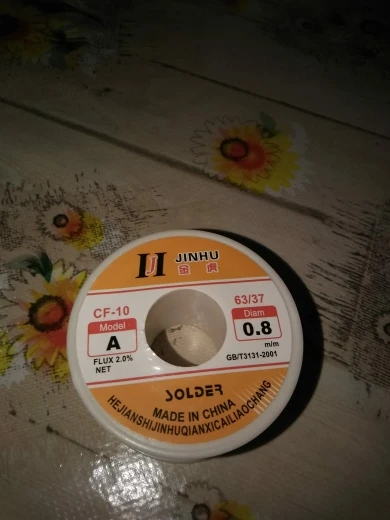 JINHU
金虎
CF-10
63/37
Model
Diam
A
0.8
m/m
FLUX 2.0%
GB/T3131-2001
NET
SOLDER
MADE IN CHINA
HEJIANSHIJINHUQIANXICAILIAOCHANG